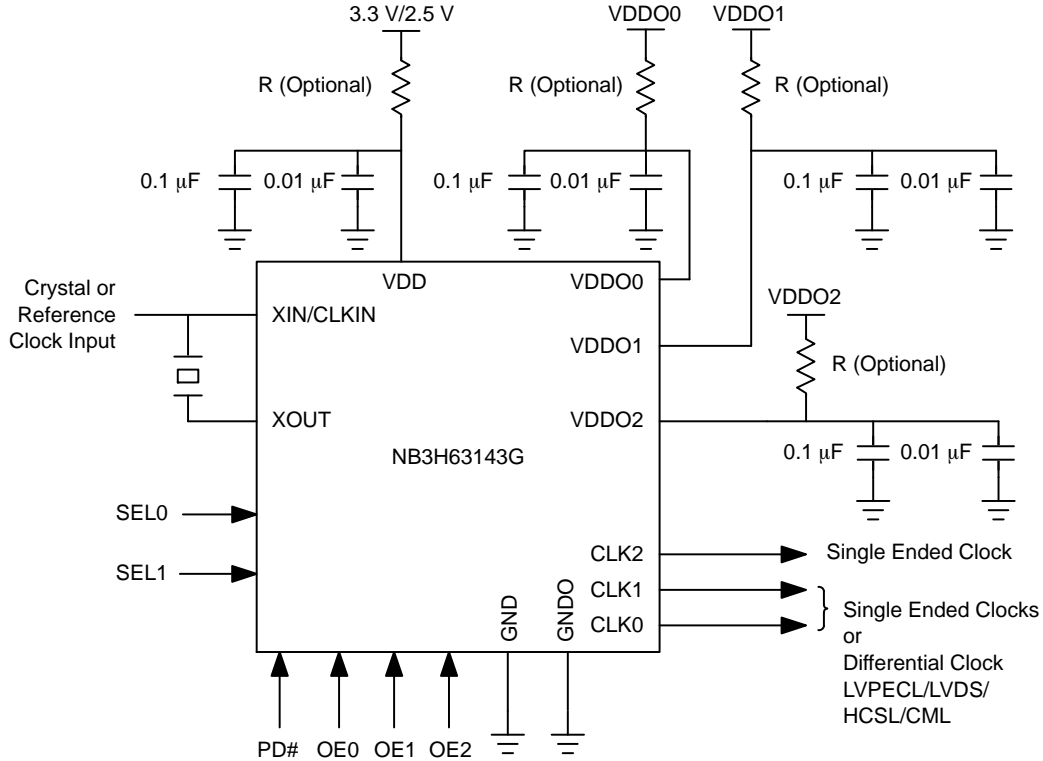 3.3 V/2.5 V
VDDO0
VDDO1
R (Optional)
R (Optional)
R (Optional)
0.1 μF
0.01 μF
0.1 μF
0.01 μF
0.1 μF
0.01 μF
VDD
VDDO0
Crystal or
Reference
Clock Input
XIN/CLKIN
VDDO2
VDDO1
R (Optional)
XOUT
VDDO2
NB3H63143G
0.1 μF
0.01 μF
SEL0
SEL1
CLK2
Single Ended Clock
CLK1
CLK0
GND
GNDO
Single Ended Clocks
or
Differential Clock
LVPECL/LVDS/
HCSL/CML
PD#
OE0
OE1
OE2